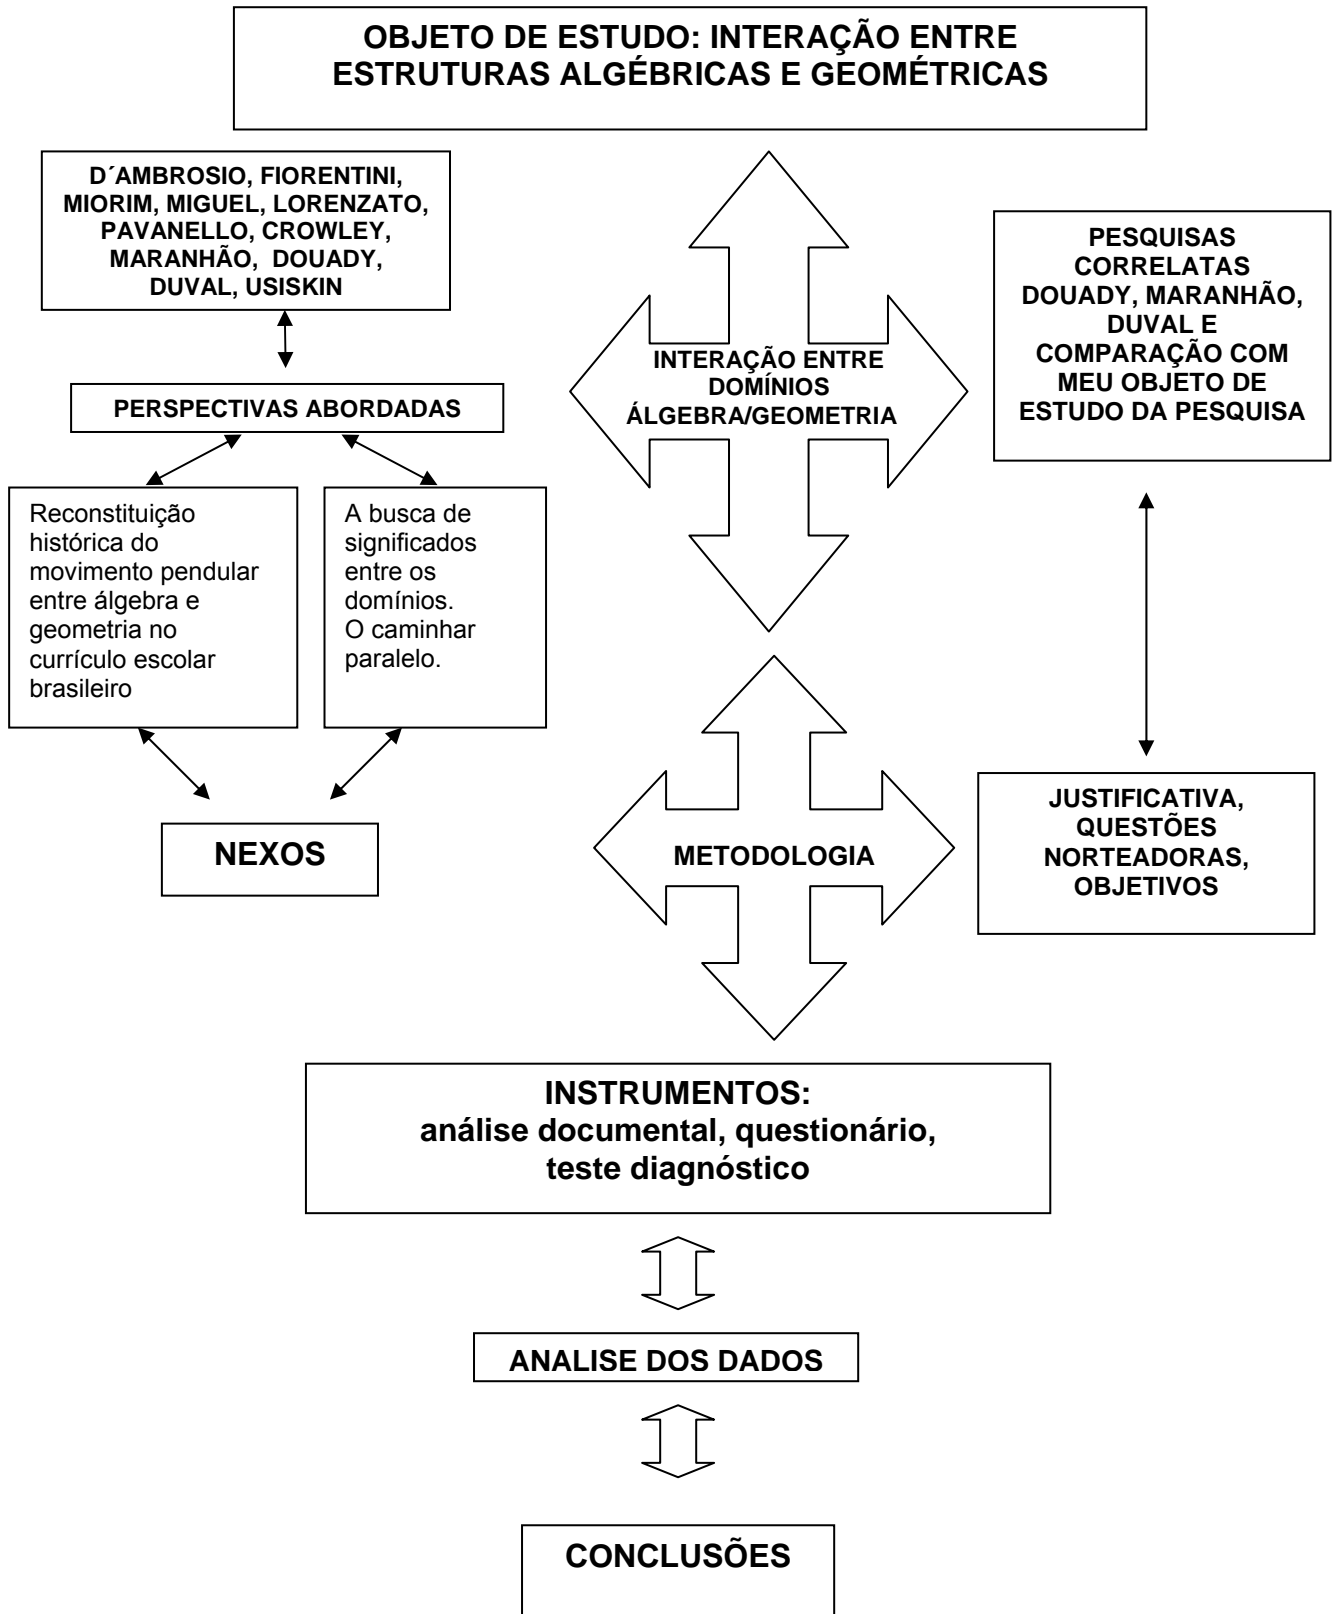 OBJETO DE ESTUDO: INTERAÇÃO ENTRE
ESTRUTURAS ALGÉBRICAS E GEOMÉTRICAS
D´AMBROSIO, FIORENTINI,
MIORIM, MIGUEL, LORENZATO,
PAVANELLO, CROWLEY,
MARANHÃO, DOUADY,
DUVAL, USISKIN
PERSPECTIVAS ABORDADAS
Reconstituição
histórica do
movimento pendular
entre álgebra e
geometria no
currículo escolar
brasileiro
A busca de
significados
entre os
domínios.
O caminhar
paralelo.
NEXOS
INTERAÇÃO ENTRE
DOMÍNIOS
ÁLGEBRA/GEOMETRIA
PESQUISAS
CORRELATAS
DOUADY, MARANHÃO,
DUVAL E
COMPARAÇÃO COM
MEU OBJETO DE
ESTUDO DA PESQUISA
METODOLOGIA
JUSTIFICATIVA,
QUESTÕES
NORTEADORAS,
OBJETIVOS
INSTRUMENTOS:
análise documental, questionário,
teste diagnóstico
ANALISE DOS DADOS
CONCLUSÕES